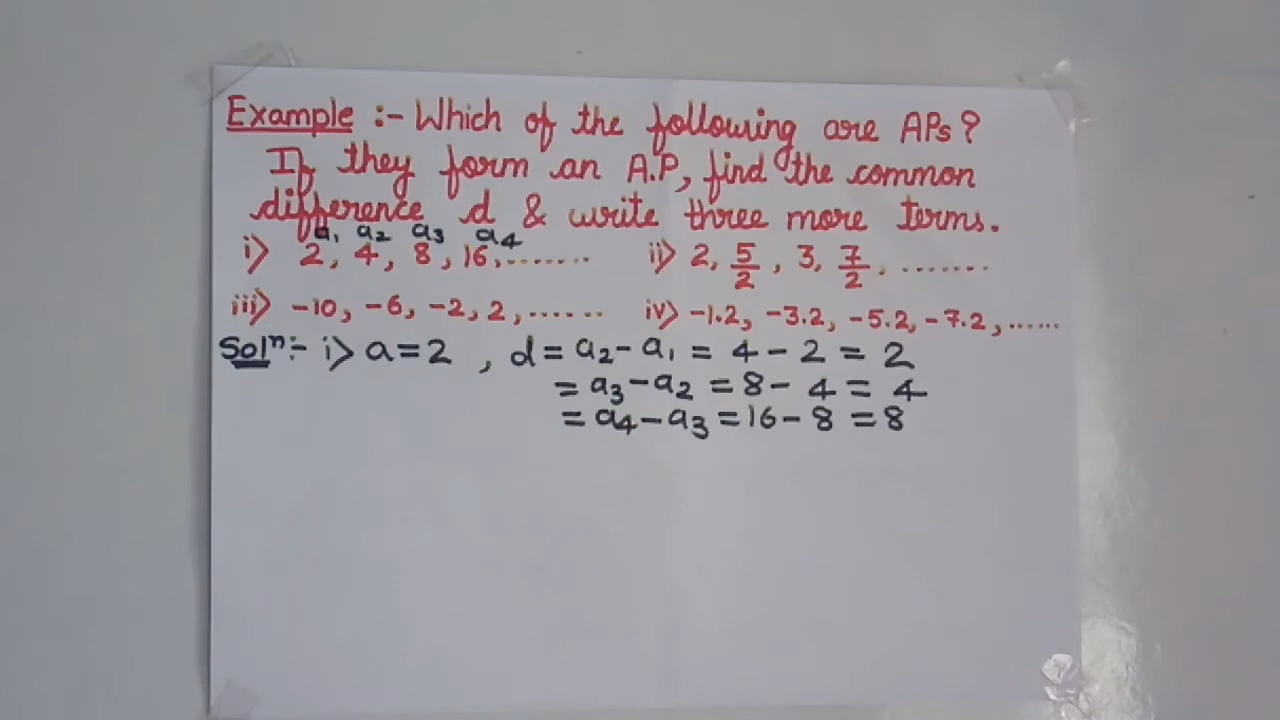 Example :- Which of the following are APs?
If they form an A.P, find the common
difference d & write three more terms.
a₁ a₂ a₃ a₄
i) 2, 4, 8, 16, ....... ii) 2, 5/2, 3, 7/2, .......
iii) -10, -6, -2, 2, ...... iv) -1.2, -3.2, -5.2, -7.2, ......
Solⁿ:- i) a = 2, d = a₂ - a₁ = 4 - 2 = 2
= a₃ - a₂ = 8 - 4 = 4
= a₄ - a₃ = 16 - 8 = 8